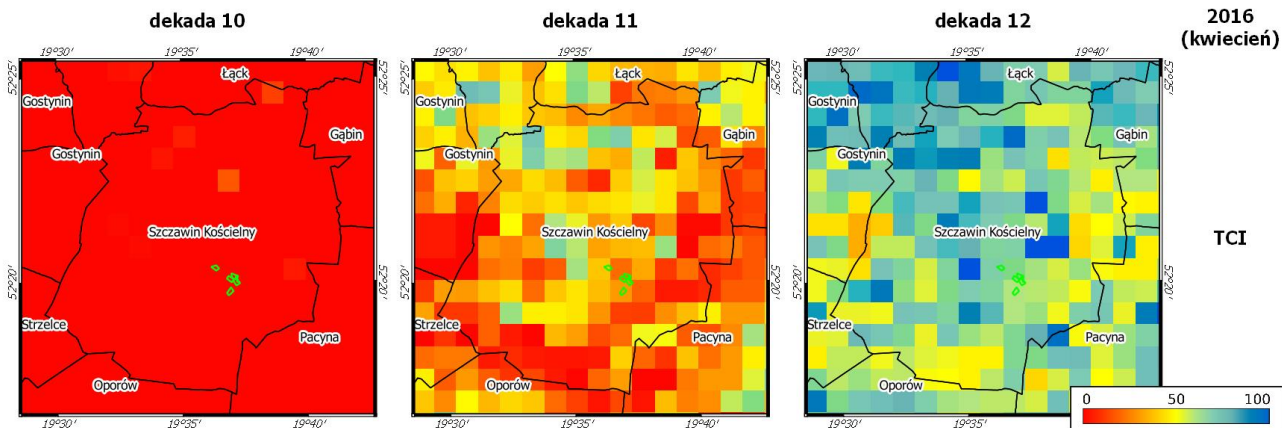 dekada 10
dekada 11
dekada 12
2016
(kwiecień)
19°30' 19°35' 19°40'
19°30' 19°35' 19°40'
19°30' 19°35' 19°40'
52°25' 52°25'
52°25' 52°25'
52°25' 52°25'
Łąck
Łąck
Łąck
Gostynin
Gostynin
Gostynin
Gąbin
Gąbin
Gąbin
Gostynin
Gostynin
Gostynin
Szczawin Kościelny
Szczawin Kościelny
Szczawin Kościelny
TCI
52°20' 52°20'
52°20' 52°20'
52°20' 52°20'
Strzelce
Strzelce
Strzelce
Pacyna
Pacyna
Pacyna
Oporów
Oporów
Oporów
19°30' 19°35' 19°40'
19°30' 19°35' 19°40'
19°30' 19°35'
0 50 100